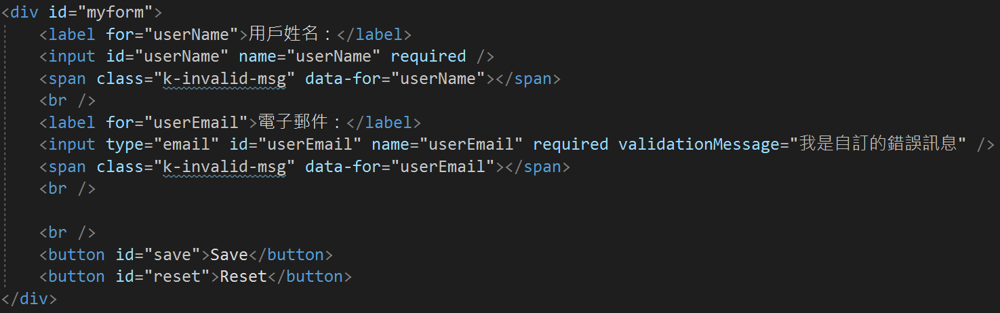 <div id="myform">
<label for="userName">用戶姓名：</label>
<input id="userName" name="userName" required />
<span class="k-invalid-msg" data-for="userName"></span>
<br />
<label for="userEmail">電子郵件：</label>
<input type="email" id="userEmail" name="userEmail" required validationMessage="我是自訂的錯誤訊息" />
<span class="k-invalid-msg" data-for="userEmail"></span>
<br />
<br />
<button id="save">Save</button>
<button id="reset">Reset</button>
</div>